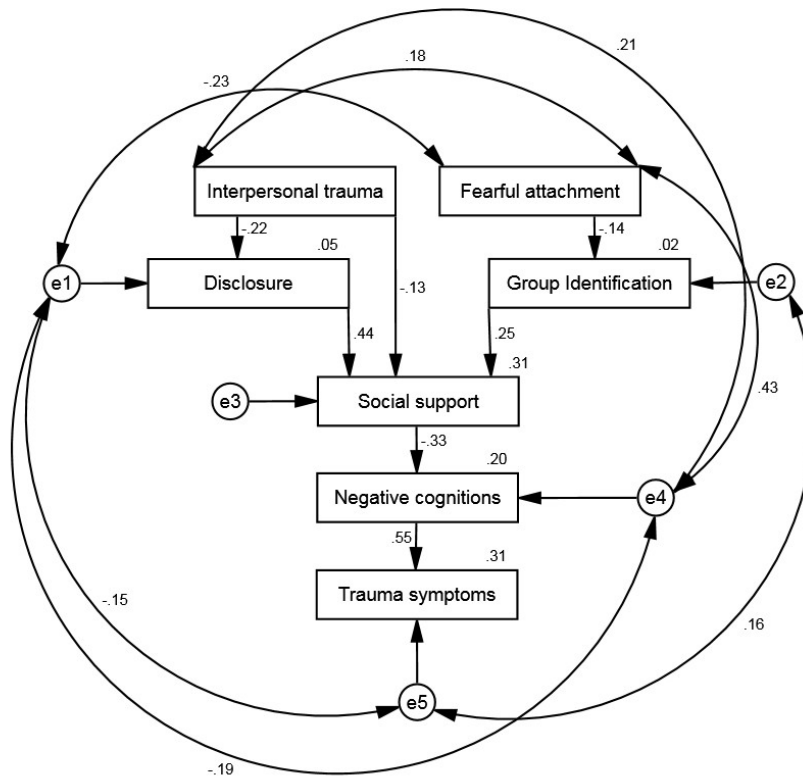 .21
.18
-.23
Interpersonal trauma
Fearful attachment
-.22
.05
-.14
.02
e1
Disclosure
Group Identification
e2
-.13
.44
.25
.31
e3
Social support
.43
-.33
.20
Negative cognitions
e4
.55
.31
Trauma symptoms
-.15
.16
e5
-.19